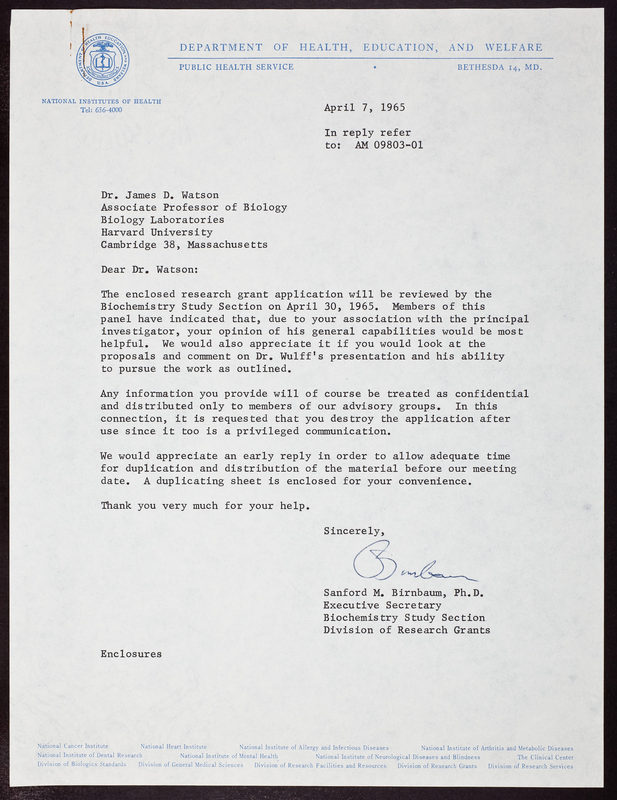 DEPARTMENT OF HEALTH, EDUCATION, AND WELFARE
PUBLIC HEALTH SERVICE · BETHESDA 14, MD.
NATIONAL INSTITUTES OF HEALTH
Tel: 656-4000
April 7, 1965
In reply refer
to: AM 09803-01
Dr. James D. Watson
Associate Professor of Biology
Biology Laboratories
Harvard University
Cambridge 38, Massachusetts
Dear Dr. Watson:
The enclosed research grant application will be reviewed by the
Biochemistry Study Section on April 30, 1965. Members of this
panel have indicated that, due to your association with the principal
investigator, your opinion of his general capabilities would be most
helpful. We would also appreciate it if you would look at the
proposals and comment on Dr. Wulff's presentation and his ability
to pursue the work as outlined.
Any information you provide will of course be treated as confidential
and distributed only to members of our advisory groups. In this
connection, it is requested that you destroy the application after
use since it too is a privileged communication.
We would appreciate an early reply in order to allow adequate time
for duplication and distribution of the material before our meeting
date. A duplicating sheet is enclosed for your convenience.
Thank you very much for your help.
Sincerely,
Birnbaum
Sanford M. Birnbaum, Ph.D.
Executive Secretary
Biochemistry Study Section
Division of Research Grants
Enclosures
National Cancer Institute National Heart Institute National Institute of Allergy and Infectious Diseases National Institute of Arthritis and Metabolic Diseases
National Institute of Dental Research National Institute of Mental Health National Institute of Neurological Diseases and Blindness The Clinical Center
Division of Biologics Standards Division of General Medical Sciences Division of Research Facilities and Resources Division of Research Grants Division of Research Services